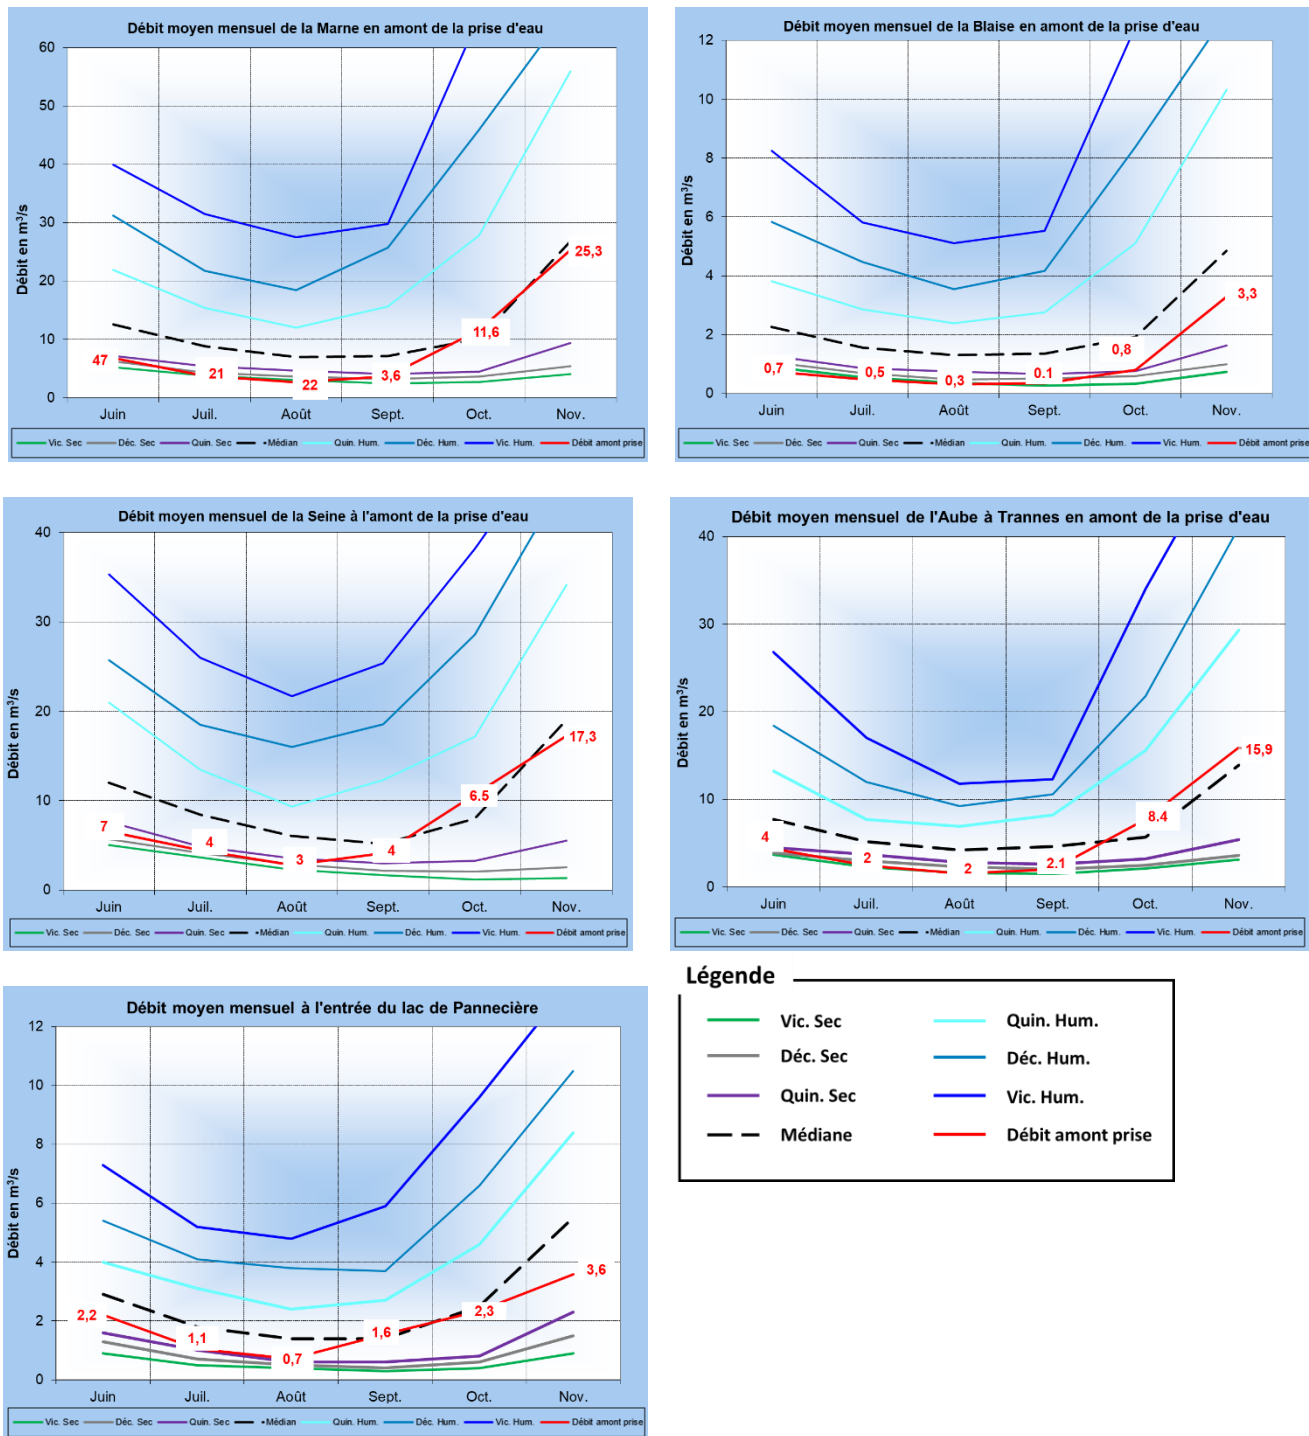 Débit moyen mensuel de la Marne en amont de la prise d'eau
Débit en m³/s
60
50
40
30
20
10
0
47
21
22
3,6
11,6
25,3
Juin Juil. Août Sept. Oct. Nov.
Vic. Sec Déc. Sec Quin. Sec Médian Quin. Hum. Déc. Hum. Vic. Hum. Débit amont prise
Débit moyen mensuel de la Blaise en amont de la prise d'eau
Débit en m³/s
12
10
8
6
4
2
0
0,7
0,5
0,3
0.1
0,8
3,3
Juin Juil. Août Sept. Oct. Nov.
Vic. Sec Déc. Sec Quin. Sec Médian Quin. Hum. Déc. Hum. Vic. Hum. Débit amont prise
Débit moyen mensuel de la Seine à l'amont de la prise d'eau
Débit en m³/s
40
30
20
10
0
7
4
3
4
6.5
17,3
Juin Juil. Août Sept. Oct. Nov.
Vic. Sec Déc. Sec Quin. Sec Médian Quin. Hum. Déc. Hum. Vic. Hum. Débit amont prise
Débit moyen mensuel de l'Aube à Trannes en amont de la prise d'eau
Débit en m³/s
40
30
20
10
0
4
2
2
2.1
8.4
15,9
Juin Juil. Août Sept. Oct. Nov.
Vic. Sec Déc. Sec Quin. Sec Médian Quin. Hum. Déc. Hum. Vic. Hum. Débit amont prise
Débit moyen mensuel à l'entrée du lac de Pannecière
Débit en m³/s
12
10
8
6
4
2
0
2,2
1,1
0,7
1,6
2,3
3,6
Juin Juil. Août Sept. Oct. Nov.
Vic. Sec Déc. Sec Quin. Sec Médian Quin. Hum. Déc. Hum. Vic. Hum. Débit amont prise
Légende
Vic. Sec Quin. Hum.
Déc. Sec Déc. Hum.
Quin. Sec Vic. Hum.
Médiane Débit amont prise